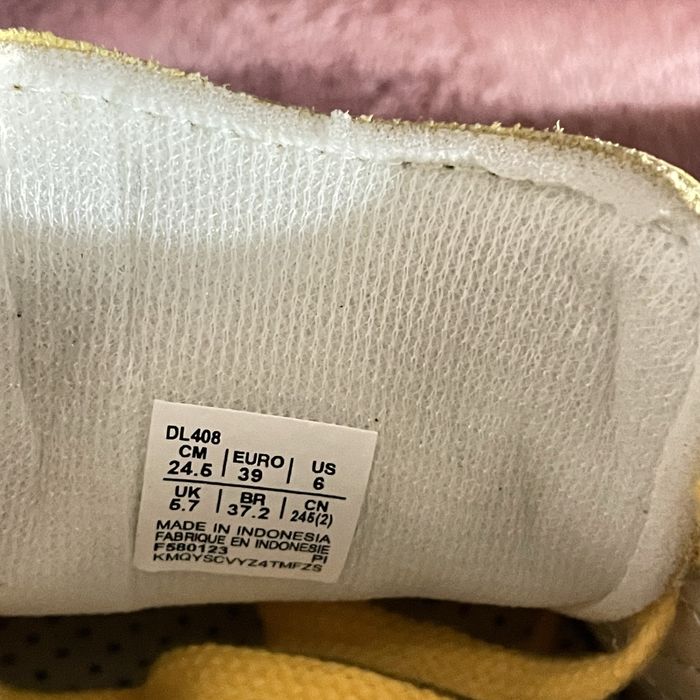 DL408
CM | EURO | US
24.5 | 39 | 6
UK | BR | CN
5.7 | 37.2 | 245(2)
MADE IN INDONESIA
FABRIQUE EN INDONESIE
F580123 PI
KMQYSCVYZ4TMFZS